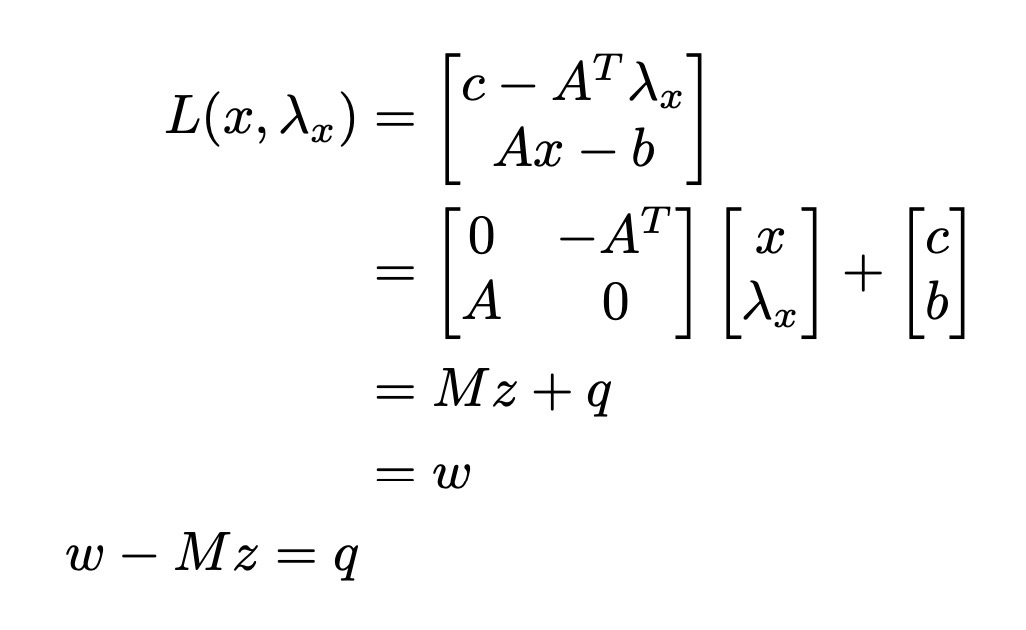 L(x, λ_x) = [c − A^T λ_x; Ax − b]
= [0 −A^T; A 0] [x; λ_x] + [c; b]
= Mz + q
= w
w − Mz = q